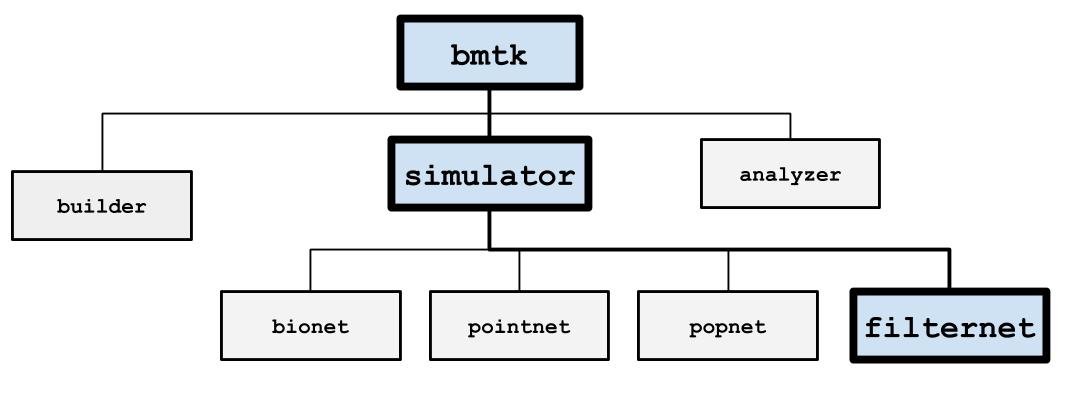 bmtk
simulator
analyzer
builder
bionet
pointnet
popnet
filternet